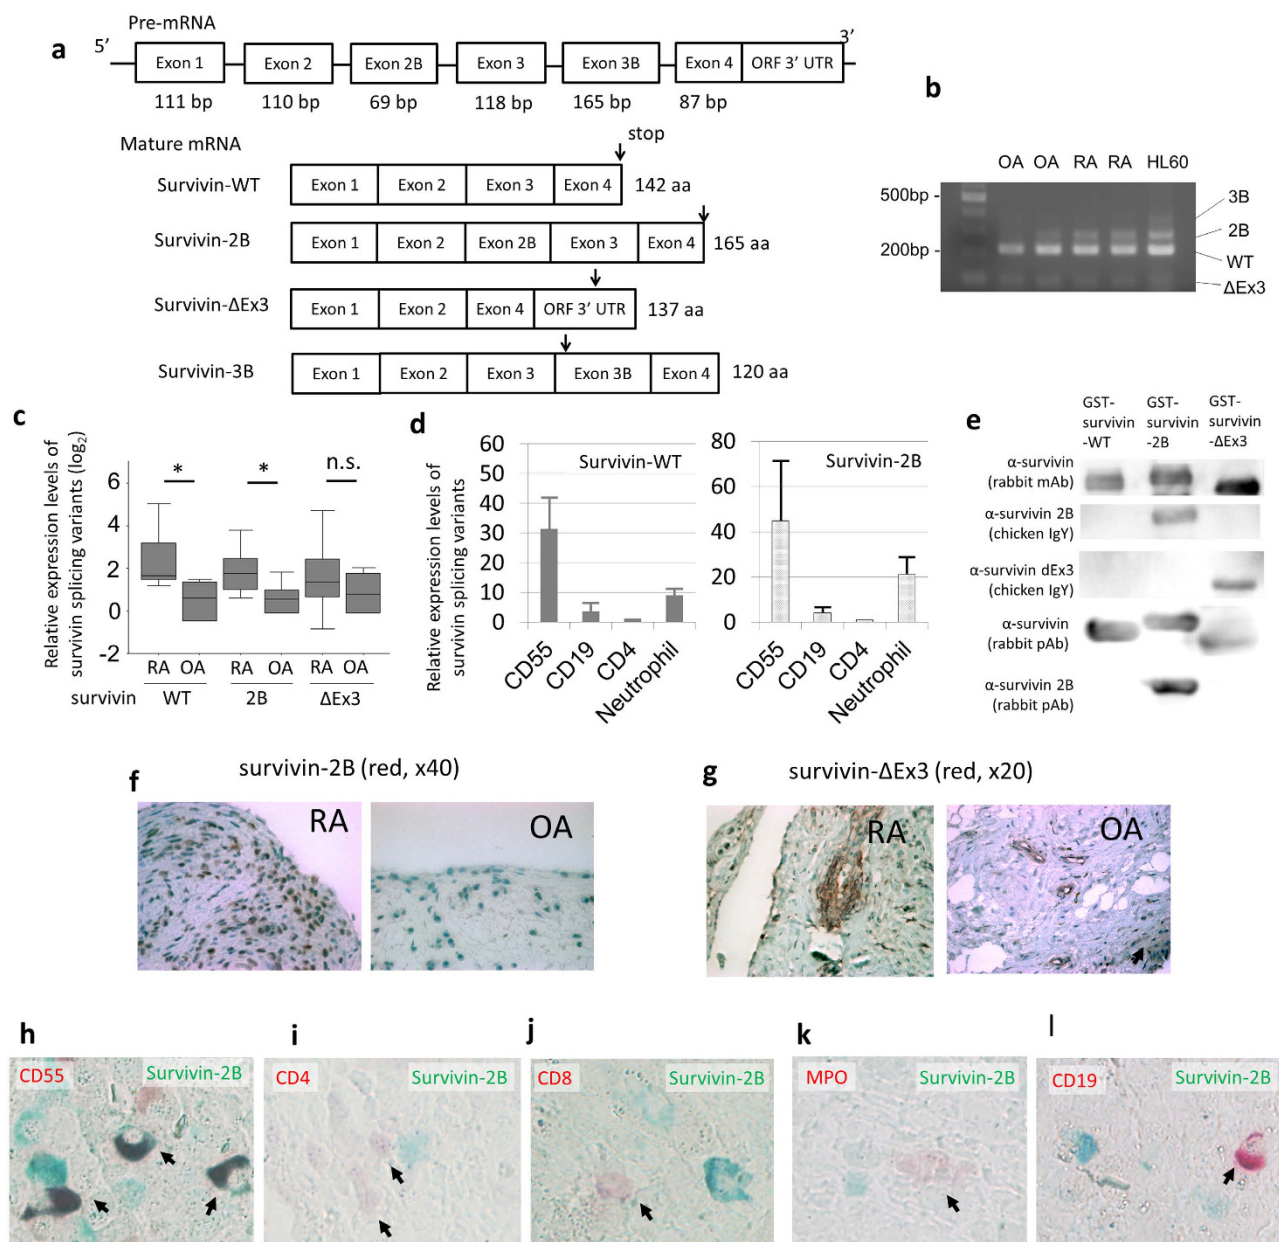 a
Pre-mRNA
5’
3’
Exon 1
Exon 2
Exon 2B
Exon 3
Exon 3B
Exon 4
ORF 3’ UTR
111 bp
110 bp
69 bp
118 bp
165 bp
87 bp
Mature mRNA
stop
Survivin-WT
Exon 1
Exon 2
Exon 3
Exon 4
142 aa
Survivin-2B
Exon 1
Exon 2
Exon 2B
Exon 3
Exon 4
165 aa
Survivin-ΔEx3
Exon 1
Exon 2
Exon 4
ORF 3’ UTR
137 aa
Survivin-3B
Exon 1
Exon 2
Exon 3
Exon 3B
Exon 4
120 aa
b
OA OA RA RA HL60
500bp -
200bp -
3B
2B
WT
ΔEx3
c
Relative expression levels of
survivin splicing variants (log2)
6
4
2
0
-2
*
*
n.s.
RA OA RA OA RA OA
survivin WT 2B ΔEx3
d
Relative expression levels of
survivin splicing variants
60
50
40
30
20
10
0
Survivin-WT
CD55
CD19
CD4
Neutrophil
80
60
40
20
0
Survivin-2B
CD55
CD19
CD4
Neutrophil
e
GST-
survivin
-WT
GST-
survivin
-2B
GST-
survivin
-ΔEx3
α-survivin
(rabbit mAb)
α-survivin 2B
(chicken IgY)
α-survivin dEx3
(chicken IgY)
α-survivin
(rabbit pAb)
α-survivin 2B
(rabbit pAb)
f
survivin-2B (red, x40)
RA
OA
g
survivin-ΔEx3 (red, x20)
RA
OA
h
CD55
Survivin-2B
i
CD4
Survivin-2B
j
CD8
Survivin-2B
k
MPO
Survivin-2B
l
CD19
Survivin-2B